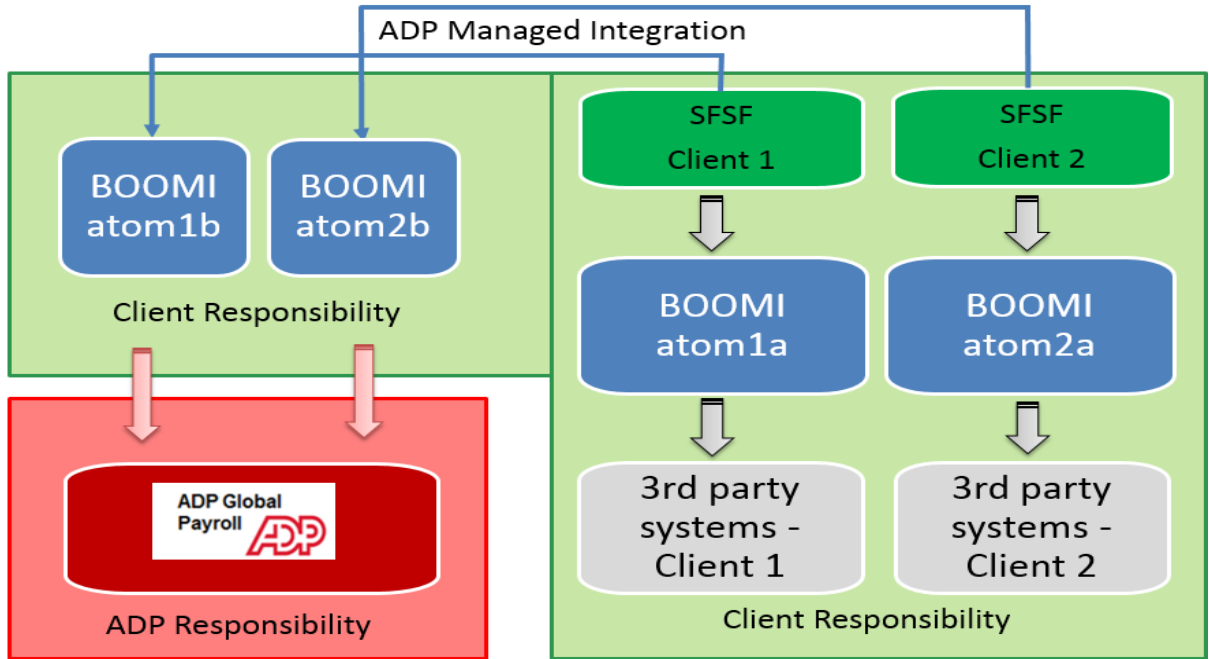 ADP Managed Integration
SFSF
Client 1
SFSF
Client 2
BOOMI
atom1b
BOOMI
atom2b
Client Responsibility
BOOMI
atom1a
BOOMI
atom2a
ADP Global
Payroll
ADP
ADP Responsibility
3rd party
systems -
Client 1
3rd party
systems -
Client 2
Client Responsibility